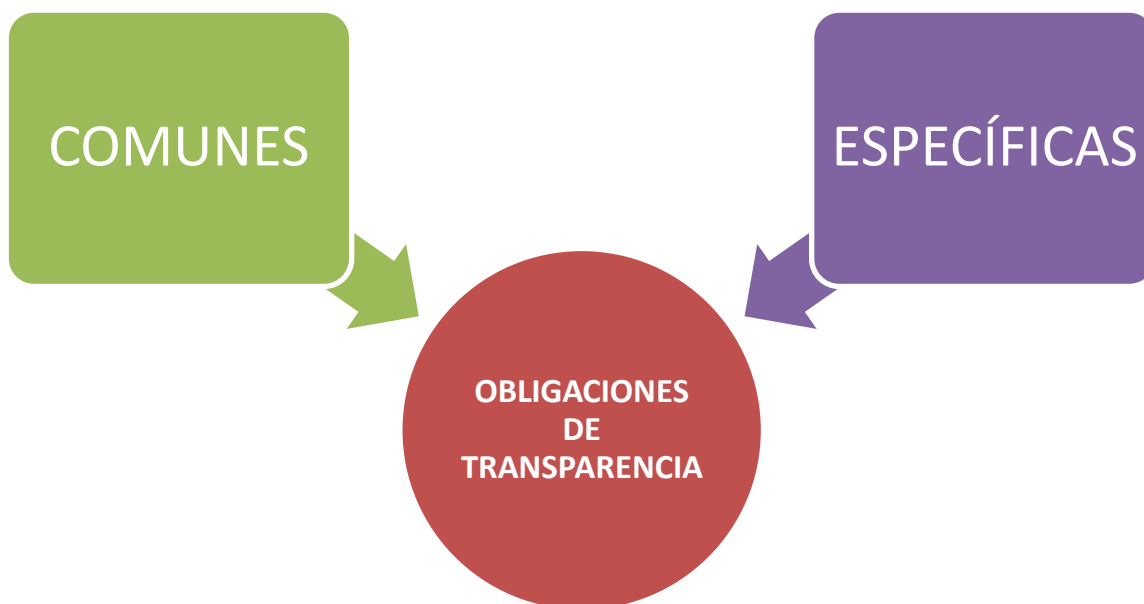 COMUNES
ESPECÍFICAS
OBLIGACIONES
DE
TRANSPARENCIA